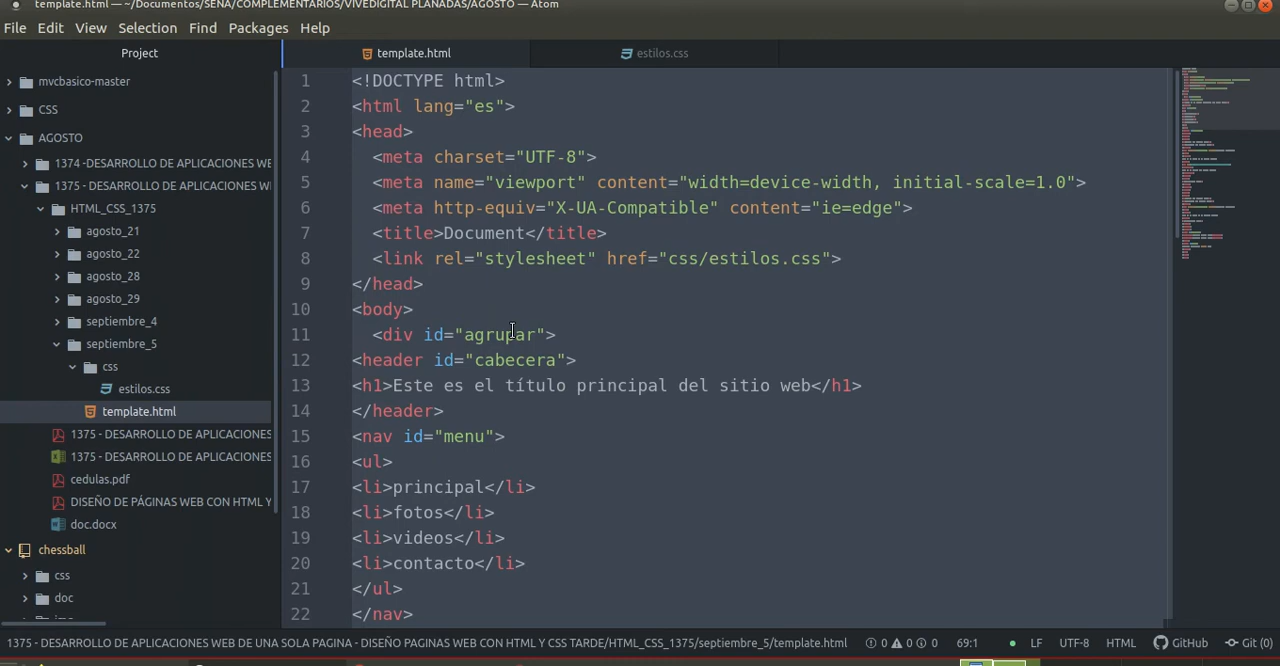 template.html — ~/Documentos/SENA/COMPLEMENTARIOS/VIVEDIGITAL PLANADAS/AGOSTO — Atom
File Edit View Selection Find Packages Help
Project
template.html
estilos.css
mvcbasico-master
CSS
AGOSTO
1374 -DESARROLLO DE APLICACIONES WE
1375 - DESARROLLO DE APLICACIONES WI
HTML_CSS_1375
agosto_21
agosto_22
agosto_28
agosto_29
septiembre_4
septiembre_5
css
estilos.css
template.html
1375 - DESARROLLO DE APLICACIONES
1375 - DESARROLLO DE APLICACIONES
cedulas.pdf
DISEÑO DE PÁGINAS WEB CON HTML Y
doc.docx
chessball
css
doc
1 <!DOCTYPE html>
2 <html lang="es">
3 <head>
4 <meta charset="UTF-8">
5 <meta name="viewport" content="width=device-width, initial-scale=1.0">
6 <meta http-equiv="X-UA-Compatible" content="ie=edge">
7 <title>Document</title>
8 <link rel="stylesheet" href="css/estilos.css">
9 </head>
10 <body>
11 <div id="agrupar">
12 <header id="cabecera">
13 <h1>Este es el título principal del sitio web</h1>
14 </header>
15 <nav id="menu">
16 <ul>
17 <li>principal</li>
18 <li>fotos</li>
19 <li>videos</li>
20 <li>contacto</li>
21 </ul>
22 </nav>
1375 - DESARROLLO DE APLICACIONES WEB DE UNA SOLA PAGINA - DISEÑO PAGINAS WEB CON HTML Y CSS TARDE/HTML_CSS_1375/septiembre_5/template.html 0 0 0 69:1 LF UTF-8 HTML GitHub Git (0)